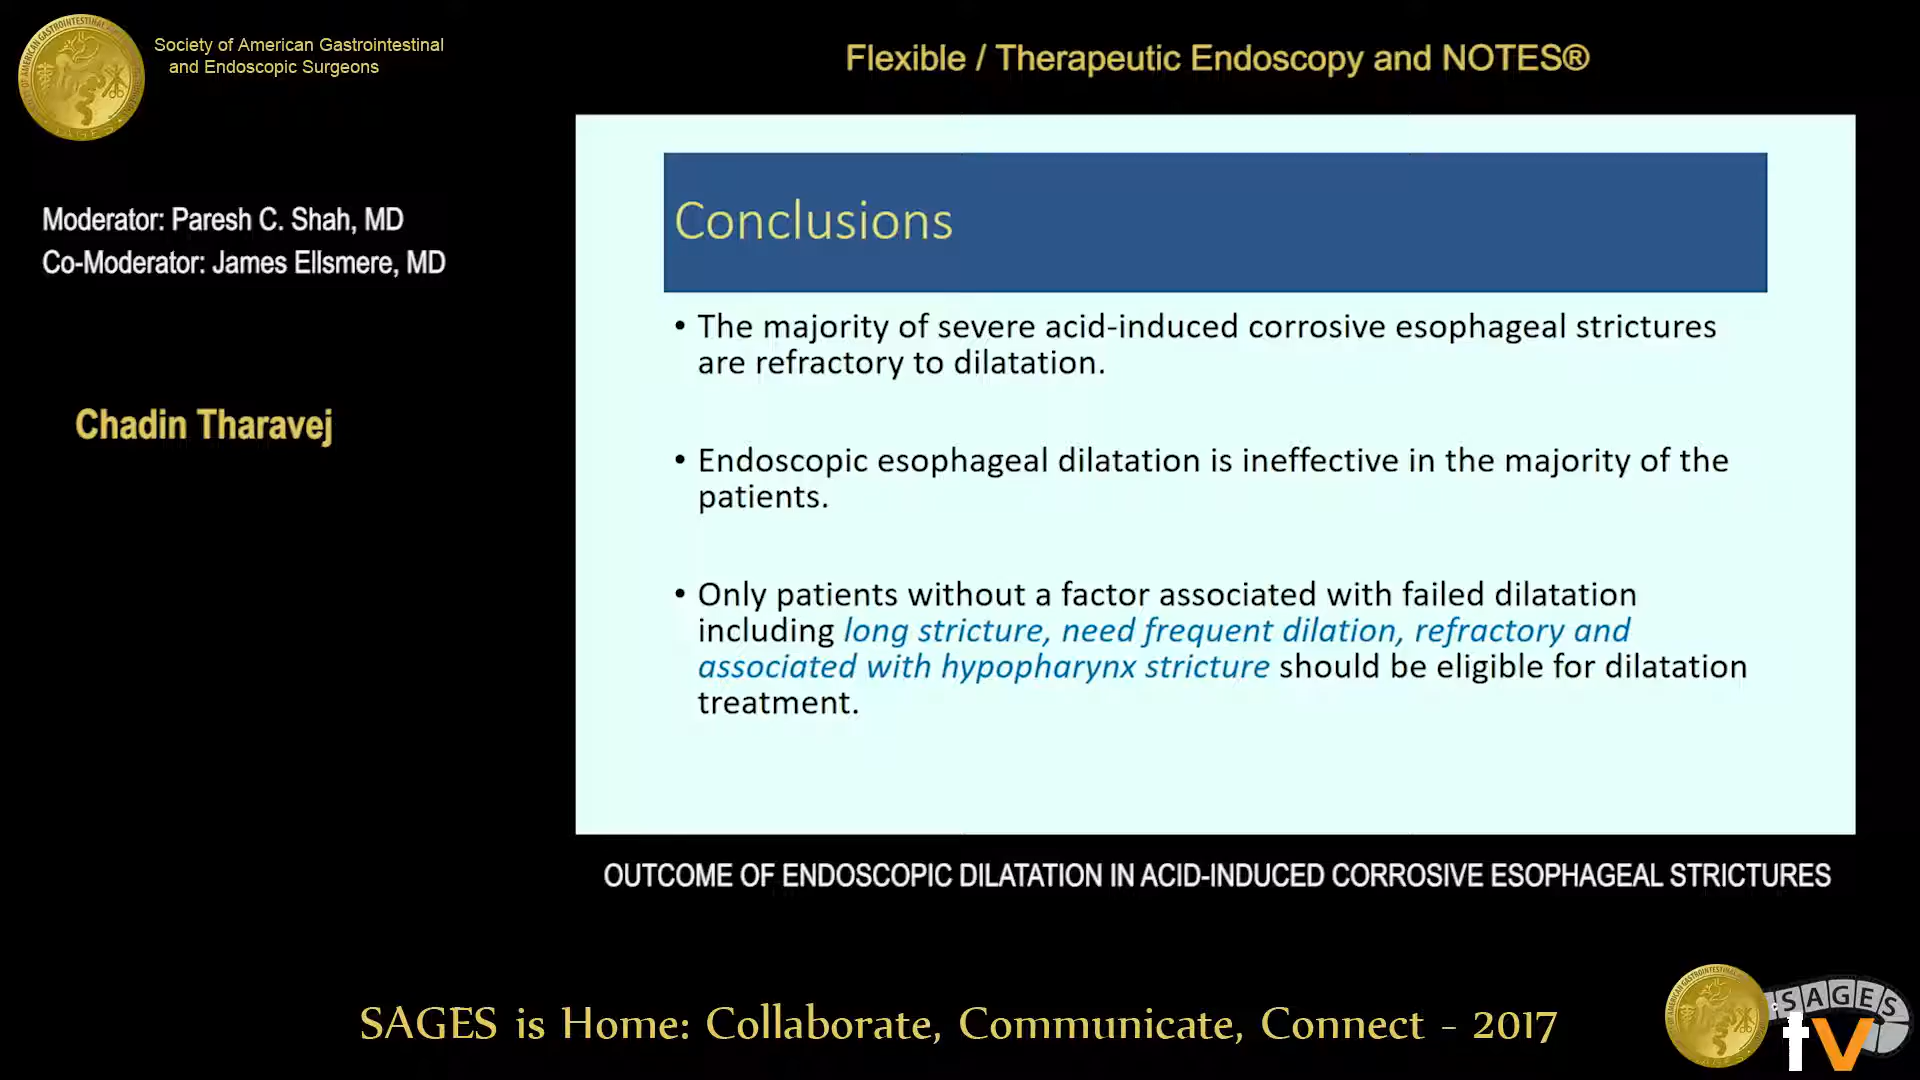 Society of American Gastrointestinal
and Endoscopic Surgeons
Flexible / Therapeutic Endoscopy and NOTES®
Moderator: Paresh C. Shah, MD
Co-Moderator: James Ellsmere, MD
Chadin Tharavej
Conclusions
• The majority of severe acid-induced corrosive esophageal strictures
are refractory to dilatation.
• Endoscopic esophageal dilatation is ineffective in the majority of the
patients.
• Only patients without a factor associated with failed dilatation
including long stricture, need frequent dilation, refractory and
associated with hypopharynx stricture should be eligible for dilatation
treatment.
OUTCOME OF ENDOSCOPIC DILATATION IN ACID-INDUCED CORROSIVE ESOPHAGEAL STRICTURES
SAGES is Home: Collaborate, Communicate, Connect - 2017
SAGES
tv